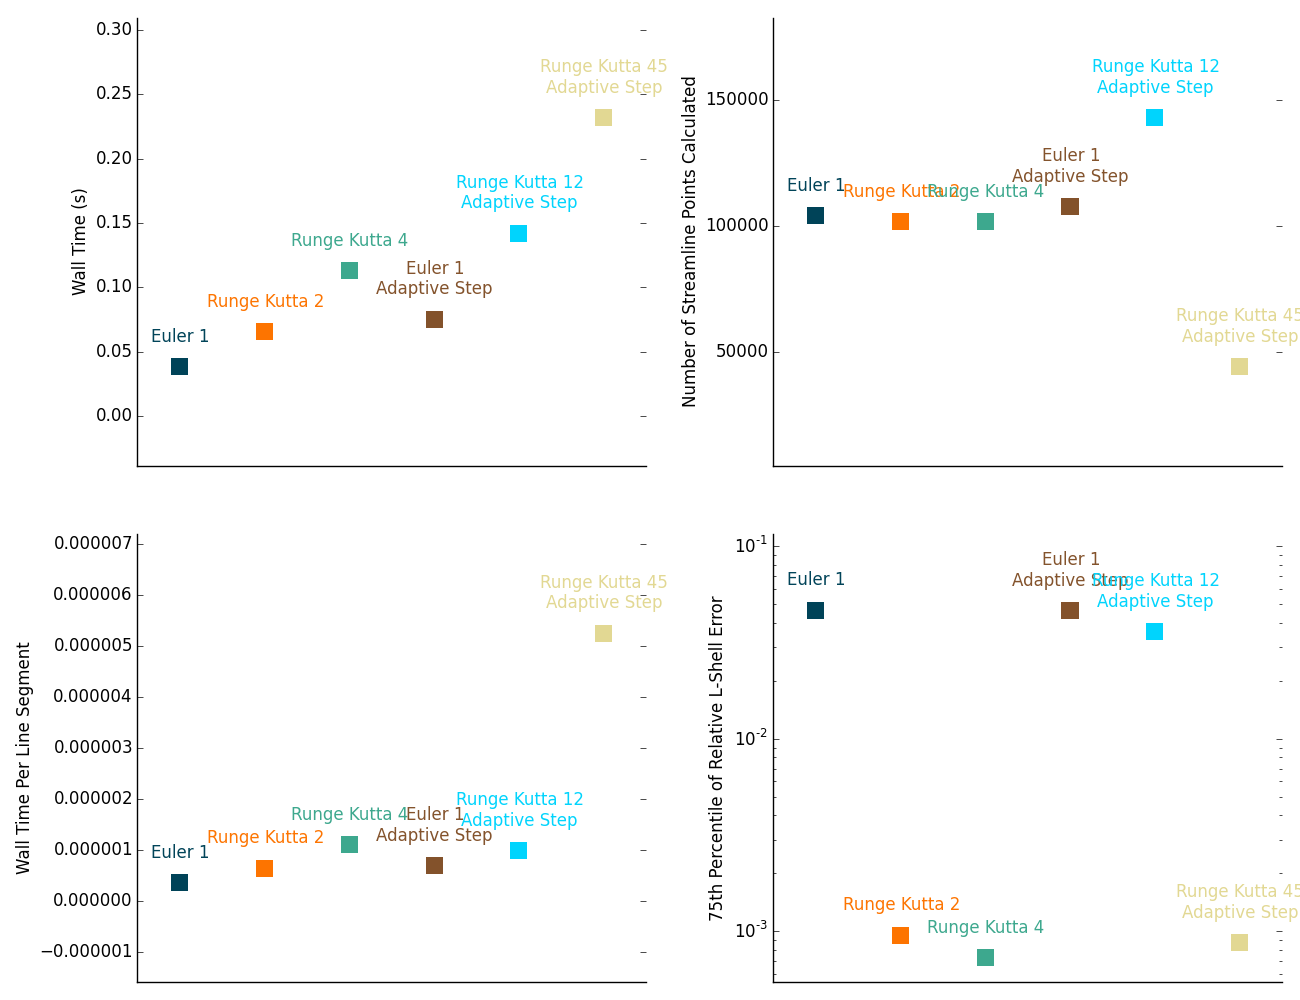 0.30
0.25
0.20
0.15
0.10
0.05
0.00
Wall Time (s)
Runge Kutta 45
Adaptive Step
Runge Kutta 12
Adaptive Step
Runge Kutta 4
Euler 1
Adaptive Step
Runge Kutta 2
Euler 1
150000
100000
50000
Number of Streamline Points Calculated
Runge Kutta 12
Adaptive Step
Euler 1
Adaptive Step
Euler 1
Runge Kutta 2
Runge Kutta 4
Runge Kutta 45
Adaptive Step
0.000007
0.000006
0.000005
0.000004
0.000003
0.000002
0.000001
0.000000
−0.000001
Wall Time Per Line Segment
Runge Kutta 45
Adaptive Step
Runge Kutta 12
Adaptive Step
Runge Kutta 4
Euler 1
Adaptive Step
Runge Kutta 2
Euler 1
10⁻¹
10⁻²
10⁻³
75th Percentile of Relative L-Shell Error
Euler 1
Adaptive Step
Euler 1
Runge Kutta 12
Adaptive Step
Runge Kutta 45
Adaptive Step
Runge Kutta 2
Runge Kutta 4